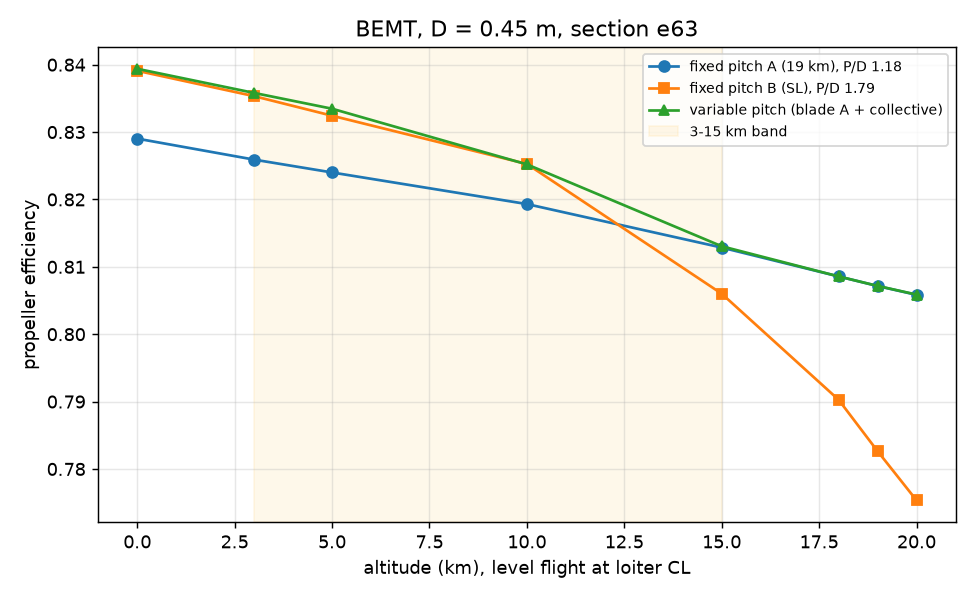 BEMT, D = 0.45 m, section e63
fixed pitch A (19 km), P/D 1.18
fixed pitch B (SL), P/D 1.79
variable pitch (blade A + collective)
3-15 km band
propeller efficiency
0.84
0.83
0.82
0.81
0.80
0.79
0.78
0.0 2.5 5.0 7.5 10.0 12.5 15.0 17.5 20.0
altitude (km), level flight at loiter CL